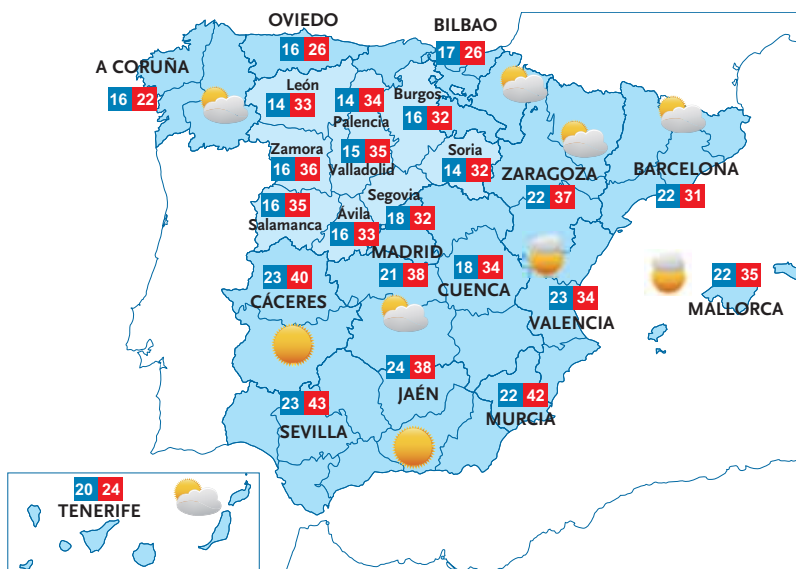 OVIEDO
16 26
BILBAO
17 26
A CORUÑA
16 22
León
14 33
14 34
Palencia
Burgos
16 32
Zamora
16 36
15 35
Valladolid
Soria
14 32
ZARAGOZA
22 37
BARCELONA
22 31
16 35
Salamanca
Ávila
16 33
Segovia
18 32
MADRID
21 38
18 34
CUENCA
23 40
CÁCERES
23 34
VALENCIA
22 35
MALLORCA
24 38
JAÉN
22 42
MURCIA
23 43
SEVILLA
20 24
TENERIFE